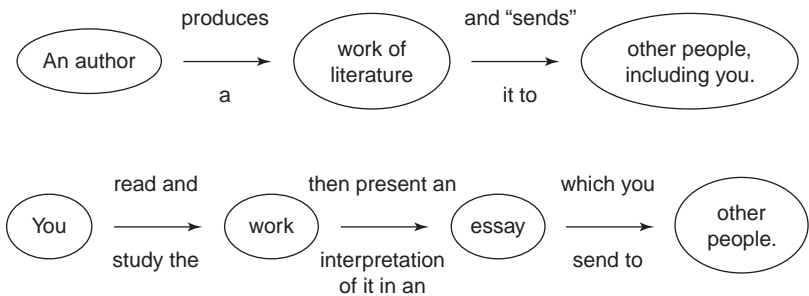 An author
produces
a
work of
literature
and “sends”
it to
other people,
including you.
You
read and
study the
work
then present an
interpretation
of it in an
essay
which you
send to
other
people.